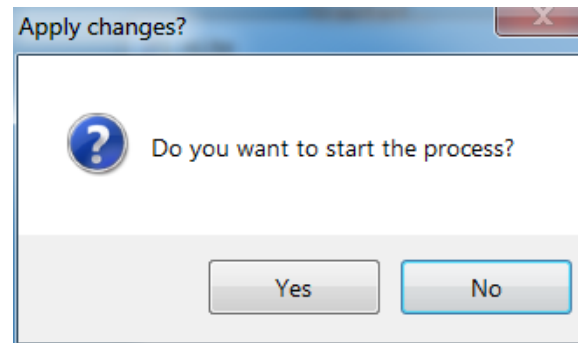 Apply changes?
Do you want to start the process?
Yes
No